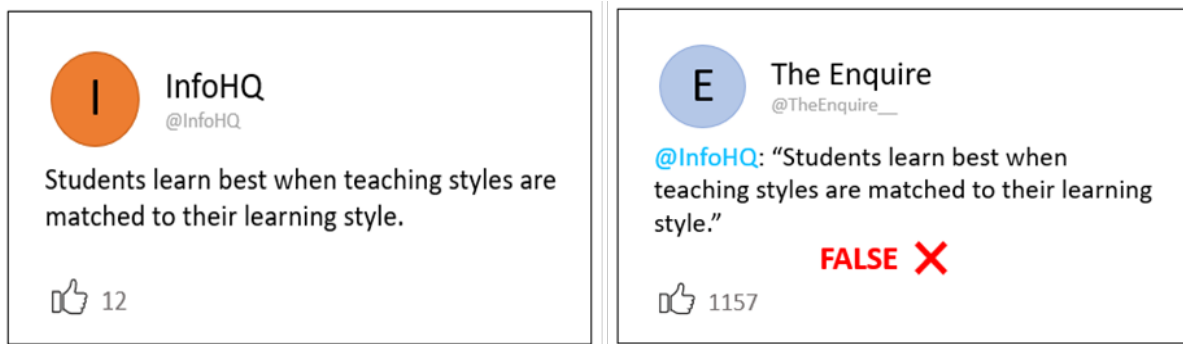 I
InfoHQ
@InfoHQ
Students learn best when teaching styles are
matched to their learning style.
12
E
The Enquire
@TheEnquire__
@InfoHQ: “Students learn best when
teaching styles are matched to their learning
style.”
FALSE
1157